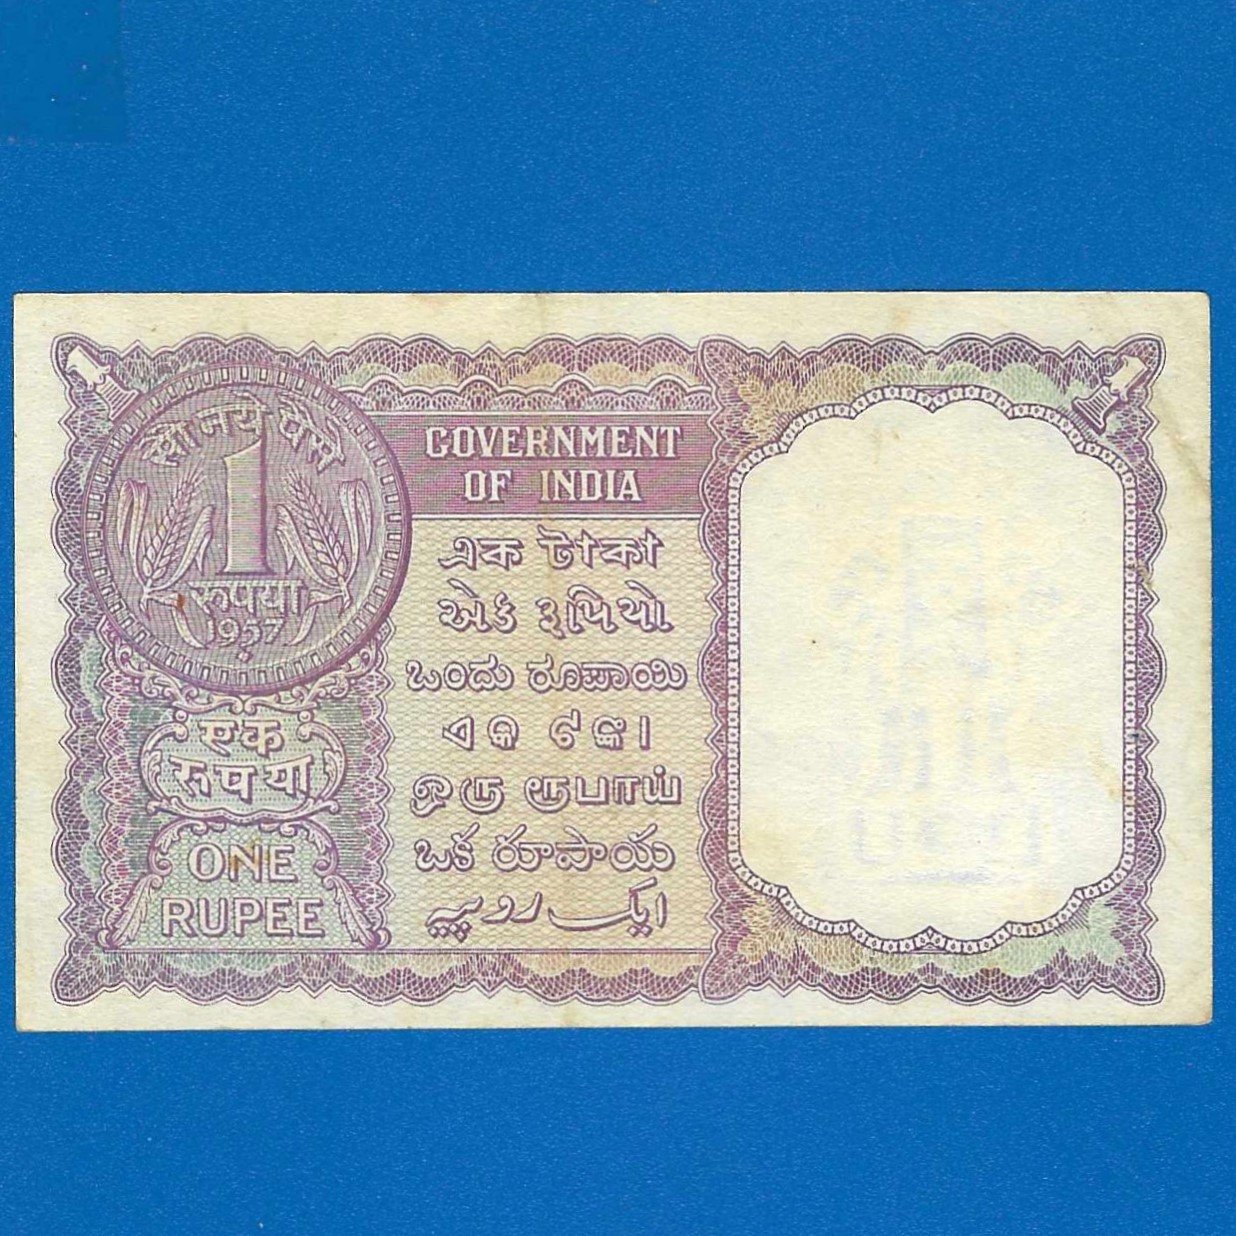 सौ नये पैसे
1
रूपया
1957
एक
रूपया
ONE
RUPEE
GOVERNMENT
OF INDIA
এক টাকা
એક રૂપિયો
ಒಂದು ರೂಪಾಯಿ
ଏକ ଟଙ୍କା
ஒரு ரூபாய்
ఒక రూపాయ
ایک روپیہ